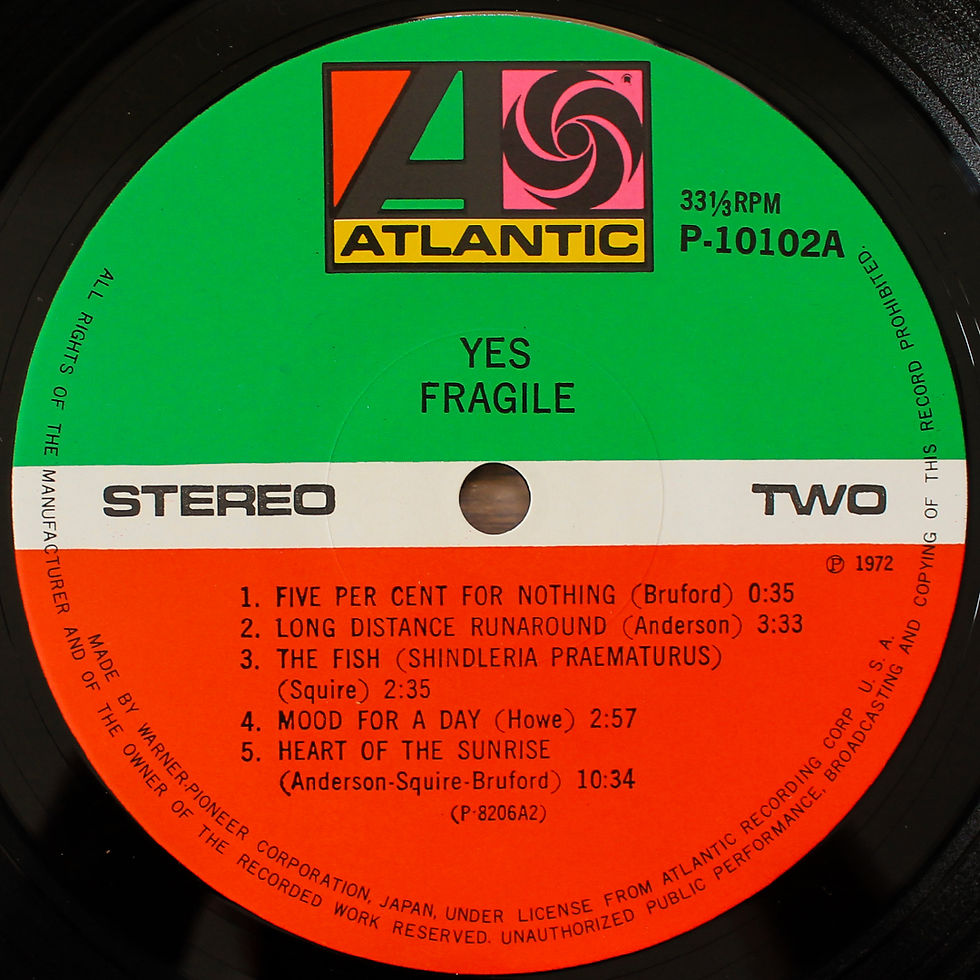 ATLANTIC
®
33⅓RPM
P-10102A
YES
FRAGILE
STEREO
TWO
℗ 1972
1. FIVE PER CENT FOR NOTHING (Bruford) 0:35
2. LONG DISTANCE RUNAROUND (Anderson) 3:33
3. THE FISH (SHINDLERIA PRAEMATURUS)
(Squire) 2:35
4. MOOD FOR A DAY (Howe) 2:57
5. HEART OF THE SUNRISE
(Anderson-Squire-Bruford) 10:34
(P-8206A2)
MADE BY WARNER-PIONEER CORPORATION, JAPAN, UNDER LICENSE FROM ATLANTIC RECORDING CORP U. S. A.
ALL RIGHTS OF THE MANUFACTURER AND OF THE OWNER OF THE RECORDED WORK RESERVED. UNAUTHORIZED PUBLIC PERFORMANCE, BROADCASTING AND COPYING OF THIS RECORD PROHIBITED.